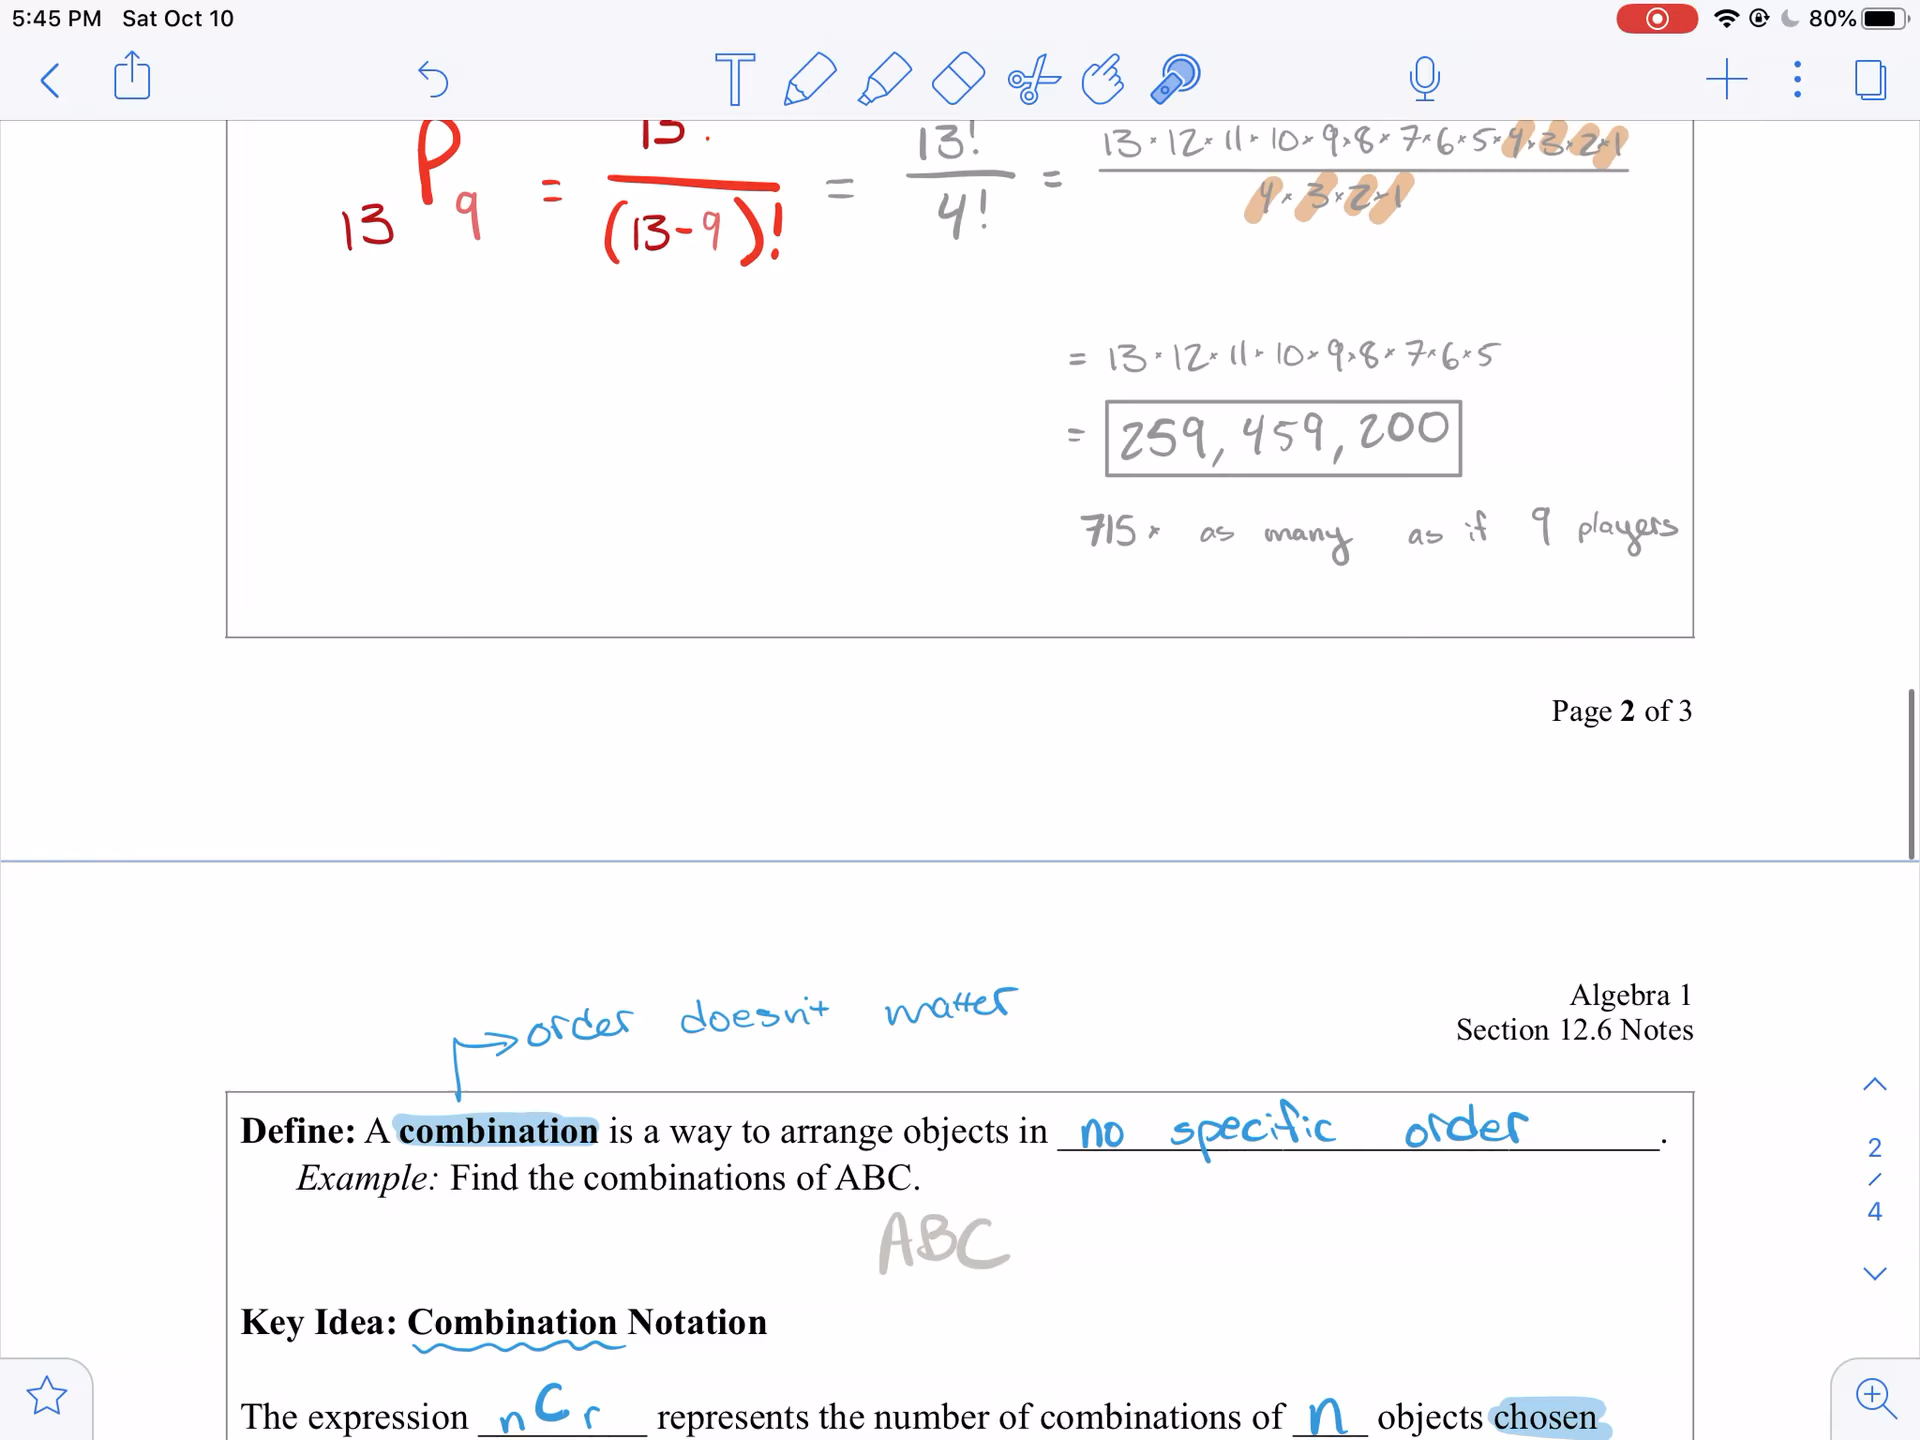 5:45 PM Sat Oct 10 80%
T
13 P 9 = 13. / (13-9)! = 13! / 4! = 13 · 12 × 11 × 10 × 9 × 8 × 7 × 6 × 5 × 4 × 3 × 2 × 1 / 4 × 3 × 2 × 1
= 13 · 12 × 11 × 10 × 9 × 8 × 7 × 6 × 5
= 259,459,200
715 × as many as if 9 players
Page 2 of 3
order doesn't matter
Algebra 1
Section 12.6 Notes
Define: A combination is a way to arrange objects in no specific order.
Example: Find the combinations of ABC.
ABC
Key Idea: Combination Notation
The expression nCr represents the number of combinations of n objects chosen
2
/
4